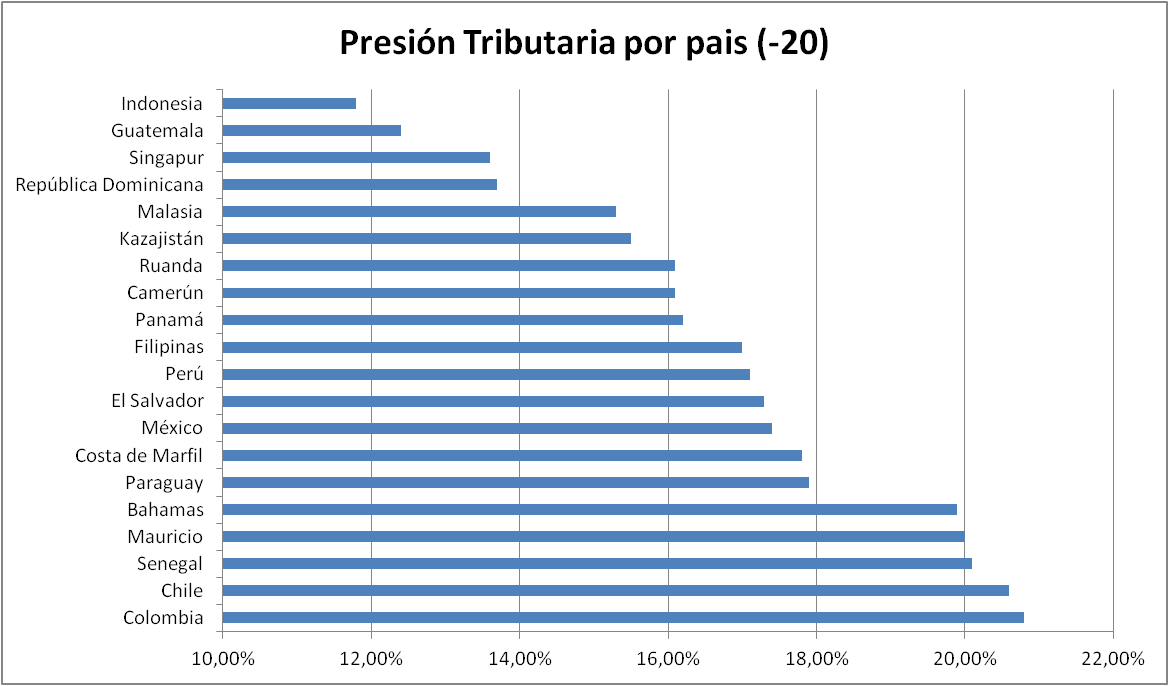 Presión Tributaria por pais (-20)
Indonesia
Guatemala
Singapur
República Dominicana
Malasia
Kazajistán
Ruanda
Camerún
Panamá
Filipinas
Perú
El Salvador
México
Costa de Marfil
Paraguay
Bahamas
Mauricio
Senegal
Chile
Colombia
10,00% 12,00% 14,00% 16,00% 18,00% 20,00% 22,00%